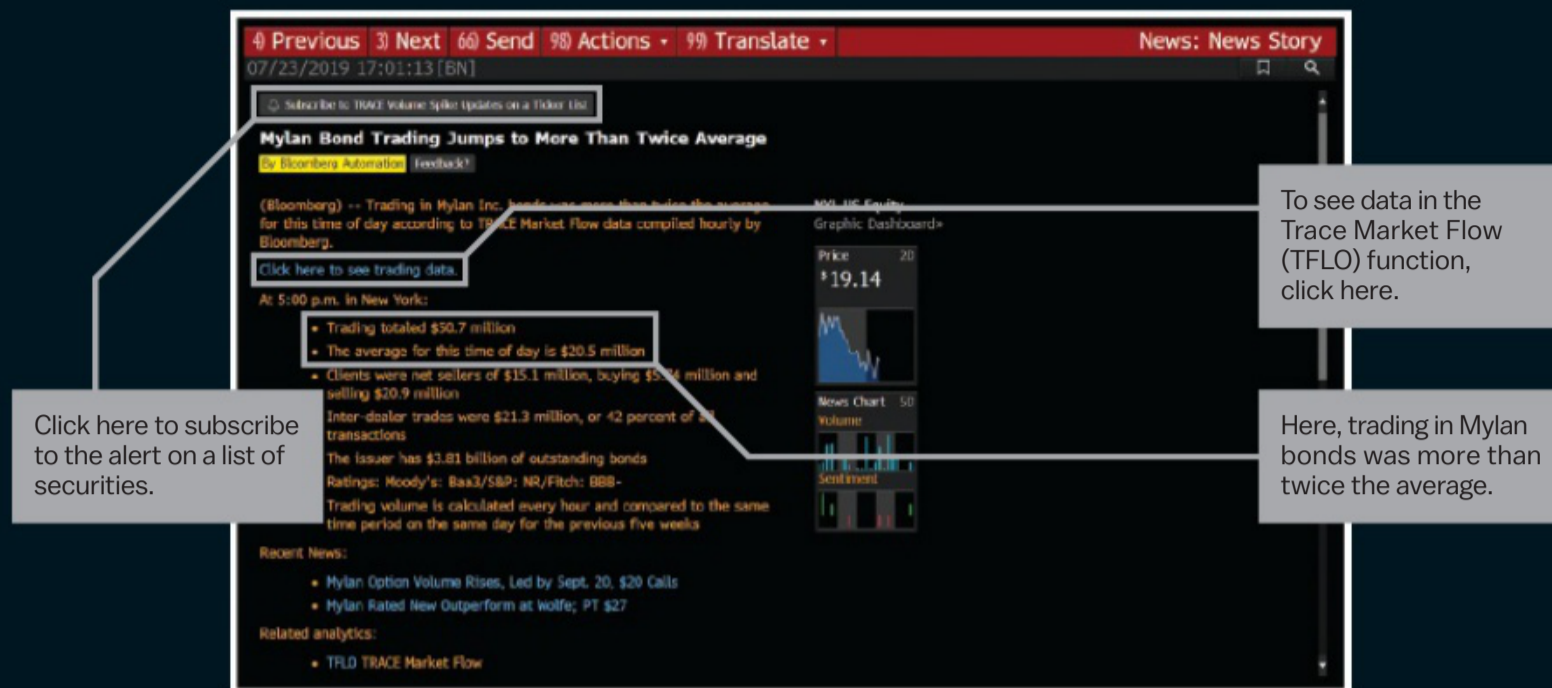 4) Previous 3) Next 66) Send 98) Actions 99) Translate News: News Story
07/23/2019 17:01:13 [BN]
Subscribe to TRACE Volume Spike Updates on a Ticker List
Mylan Bond Trading Jumps to More Than Twice Average
By Bloomberg Automation Feedback?
(Bloomberg) -- Trading in Mylan Inc. bonds was more than twice the average
for this time of day according to TRACE Market Flow data compiled hourly by
Bloomberg.
Click here to see trading data.
At 5:00 p.m. in New York:
• Trading totaled $50.7 million
• The average for this time of day is $20.5 million
• Clients were net sellers of $15.1 million, buying million and
selling $20.9 million
Inter-dealer trades were $21.3 million, or 42 percent of
transactions
The issuer has $3.81 billion of outstanding bonds
Ratings: Moody's: Baa3/S&P: NR/Fitch: BBB-
Trading volume is calculated every hour and compared to the same
time period on the same day for the previous five weeks
Recent News:
• Mylan Option Volume Rises, Led by Sept. 20, $20 Calls
• Mylan Rated New Outperform at Wolfe; PT $27
Related analytics:
• TFLO TRACE Market Flow
US Equity
Graphic Dashboard»
Price 20
$19.14
News Chart 50
Volume
Sentiment
Click here to subscribe
to the alert on a list of
securities.
To see data in the
Trace Market Flow
(TFLO) function,
click here.
Here, trading in Mylan
bonds was more than
twice the average.